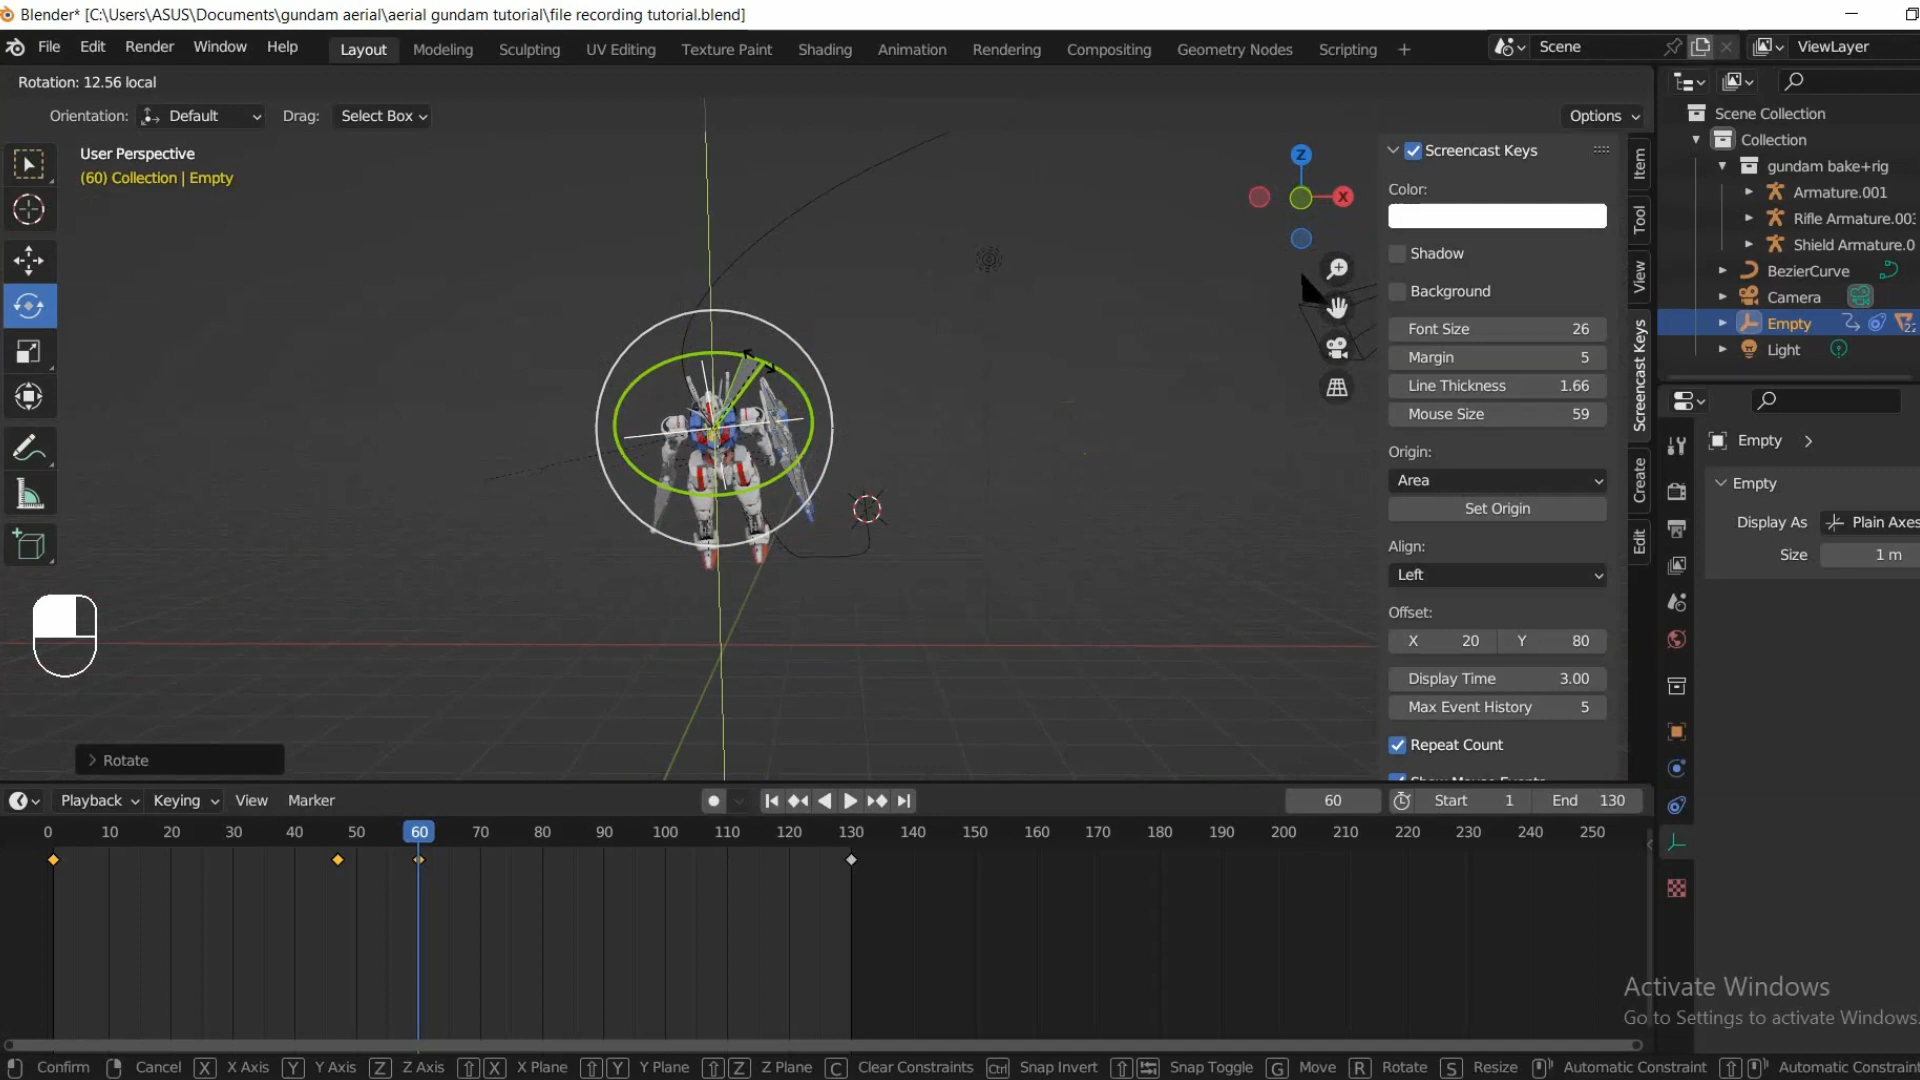 Blender* [C:\Users\ASUS\Documents\gundam aerial\aerial gundam tutorial\file recording tutorial.blend]
File Edit Render Window Help Layout Modeling Sculpting UV Editing Texture Paint Shading Animation Rendering Compositing Geometry Nodes Scripting + Scene ViewLayer
Rotation: 12.56 local
Orientation: Default Drag: Select Box Options
User Perspective
(60) Collection | Empty
Z
X
Screencast Keys
Color:
Shadow
Background
Font Size 26
Margin 5
Line Thickness 1.66
Mouse Size 59
Origin:
Area
Set Origin
Align:
Left
Offset:
X 20 Y 80
Display Time 3.00
Max Event History 5
Repeat Count
Item
Tool
View
Screencast Keys
Create
Edit
Scene Collection
Collection
gundam bake+rig
Armature.001
Rifle Armature.00
Shield Armature.0
BezierCurve
Camera
Empty
Light
Empty
Empty
Display As Plain Axes
Size 1 m
Rotate
Playback Keying View Marker 60 Start 1 End 130
0 10 20 30 40 50 60 70 80 90 100 110 120 130 140 150 160 170 180 190 200 210 220 230 240 250
Activate Windows
Go to Settings to activate Windows.
Confirm Cancel X X Axis Y Y Axis Z Z Axis X X Plane Y Y Plane Z Z Plane C Clear Constraints Ctrl Snap Invert Snap Toggle G Move R Rotate S Resize Automatic Constraint Automatic Constraint